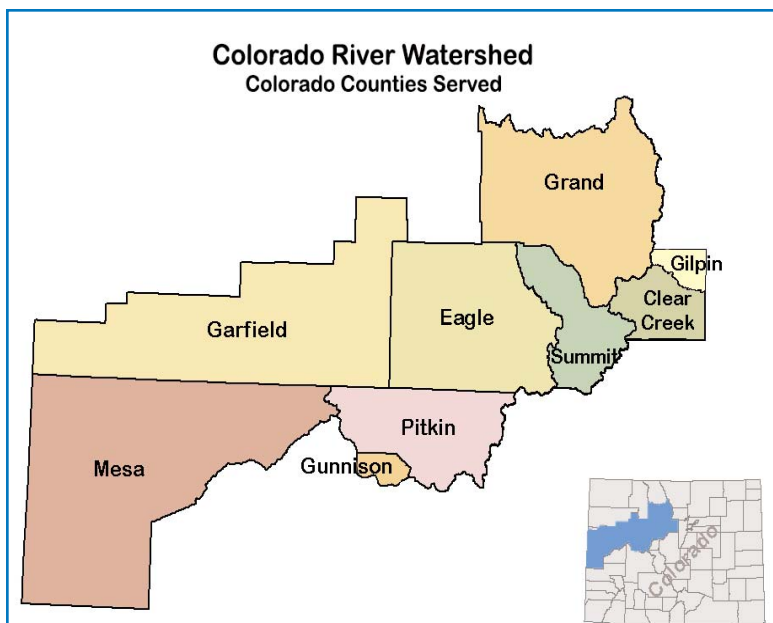 Colorado River Watershed
Colorado Counties Served
Grand
Gilpin
Clear
Creek
Eagle
Garfield
Summit
Pitkin
Mesa
Gunnison
Colorado